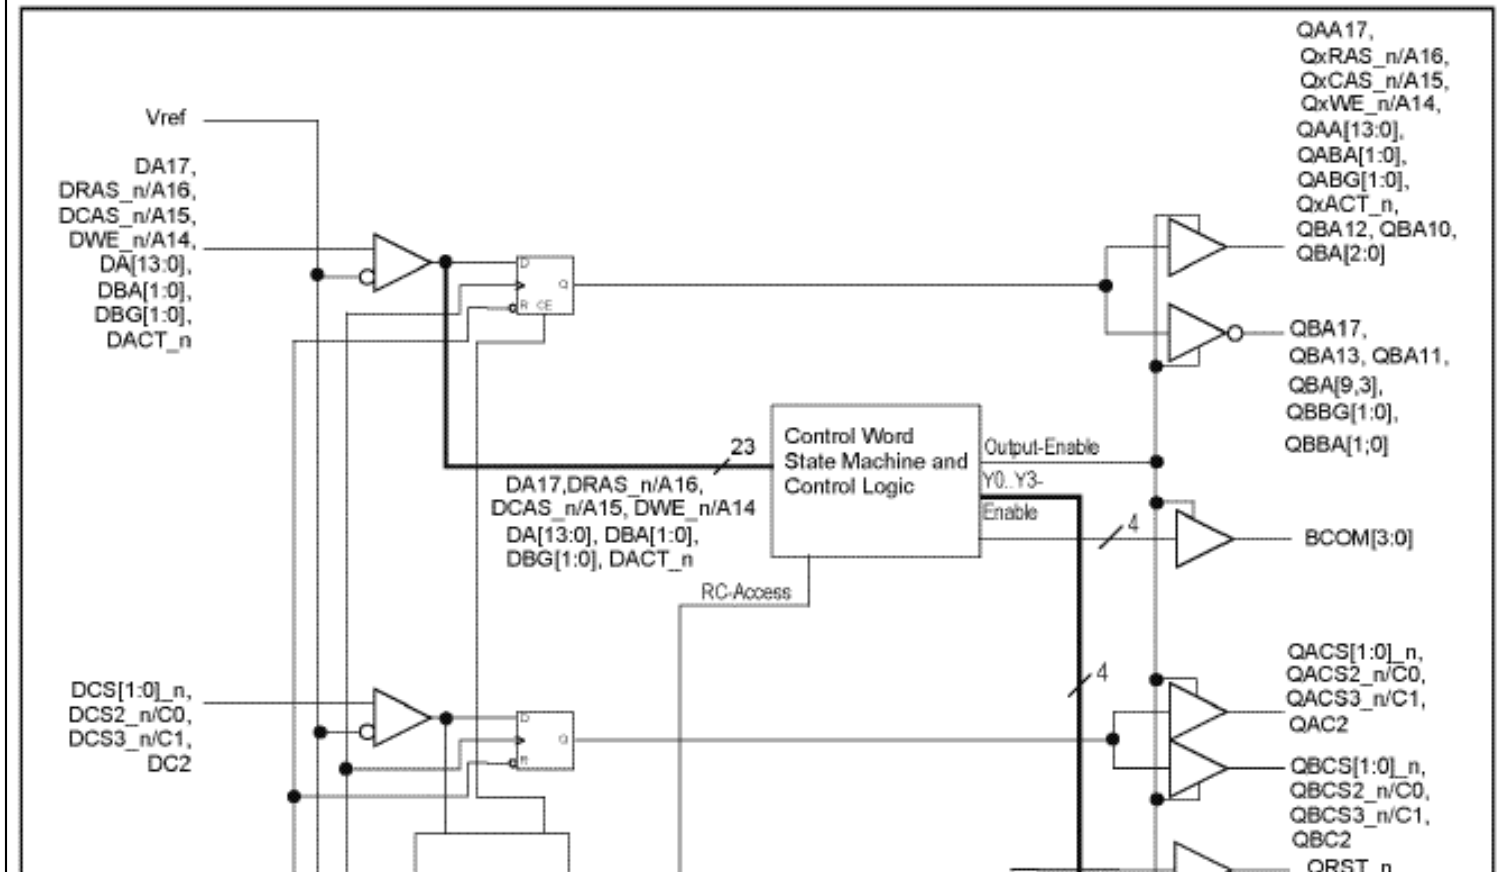 Vref
DA17,
DRAS_n/A16,
DCAS_n/A15,
DWE_n/A14,
DA[13:0],
DBA[1:0],
DBG[1:0],
DACT_n
D
Q
R CE
QAA17,
QxRAS_n/A16,
QxCAS_n/A15,
QxWE_n/A14,
QAA[13:0],
QABA[1:0],
QABG[1:0],
QxACT_n,
QBA12, QBA10,
QBA[2:0]
QBA17,
QBA13, QBA11,
QBA[9,3],
QBBG[1:0],
QBBA[1;0]
23
DA17,DRAS_n/A16,
DCAS_n/A15, DWE_n/A14
DA[13:0], DBA[1:0],
DBG[1:0], DACT_n
Control Word
State Machine and
Control Logic
Output-Enable
Y0..Y3-
Enable
4
BCOM[3:0]
RC-Access
4
DCS[1:0]_n,
DCS2_n/C0,
DCS3_n/C1,
DC2
D
Q
R
QACS[1:0]_n,
QACS2_n/C0,
QACS3_n/C1,
QAC2
QBCS[1:0]_n,
QBCS2_n/C0,
QBCS3_n/C1,
QBC2
QRST_n